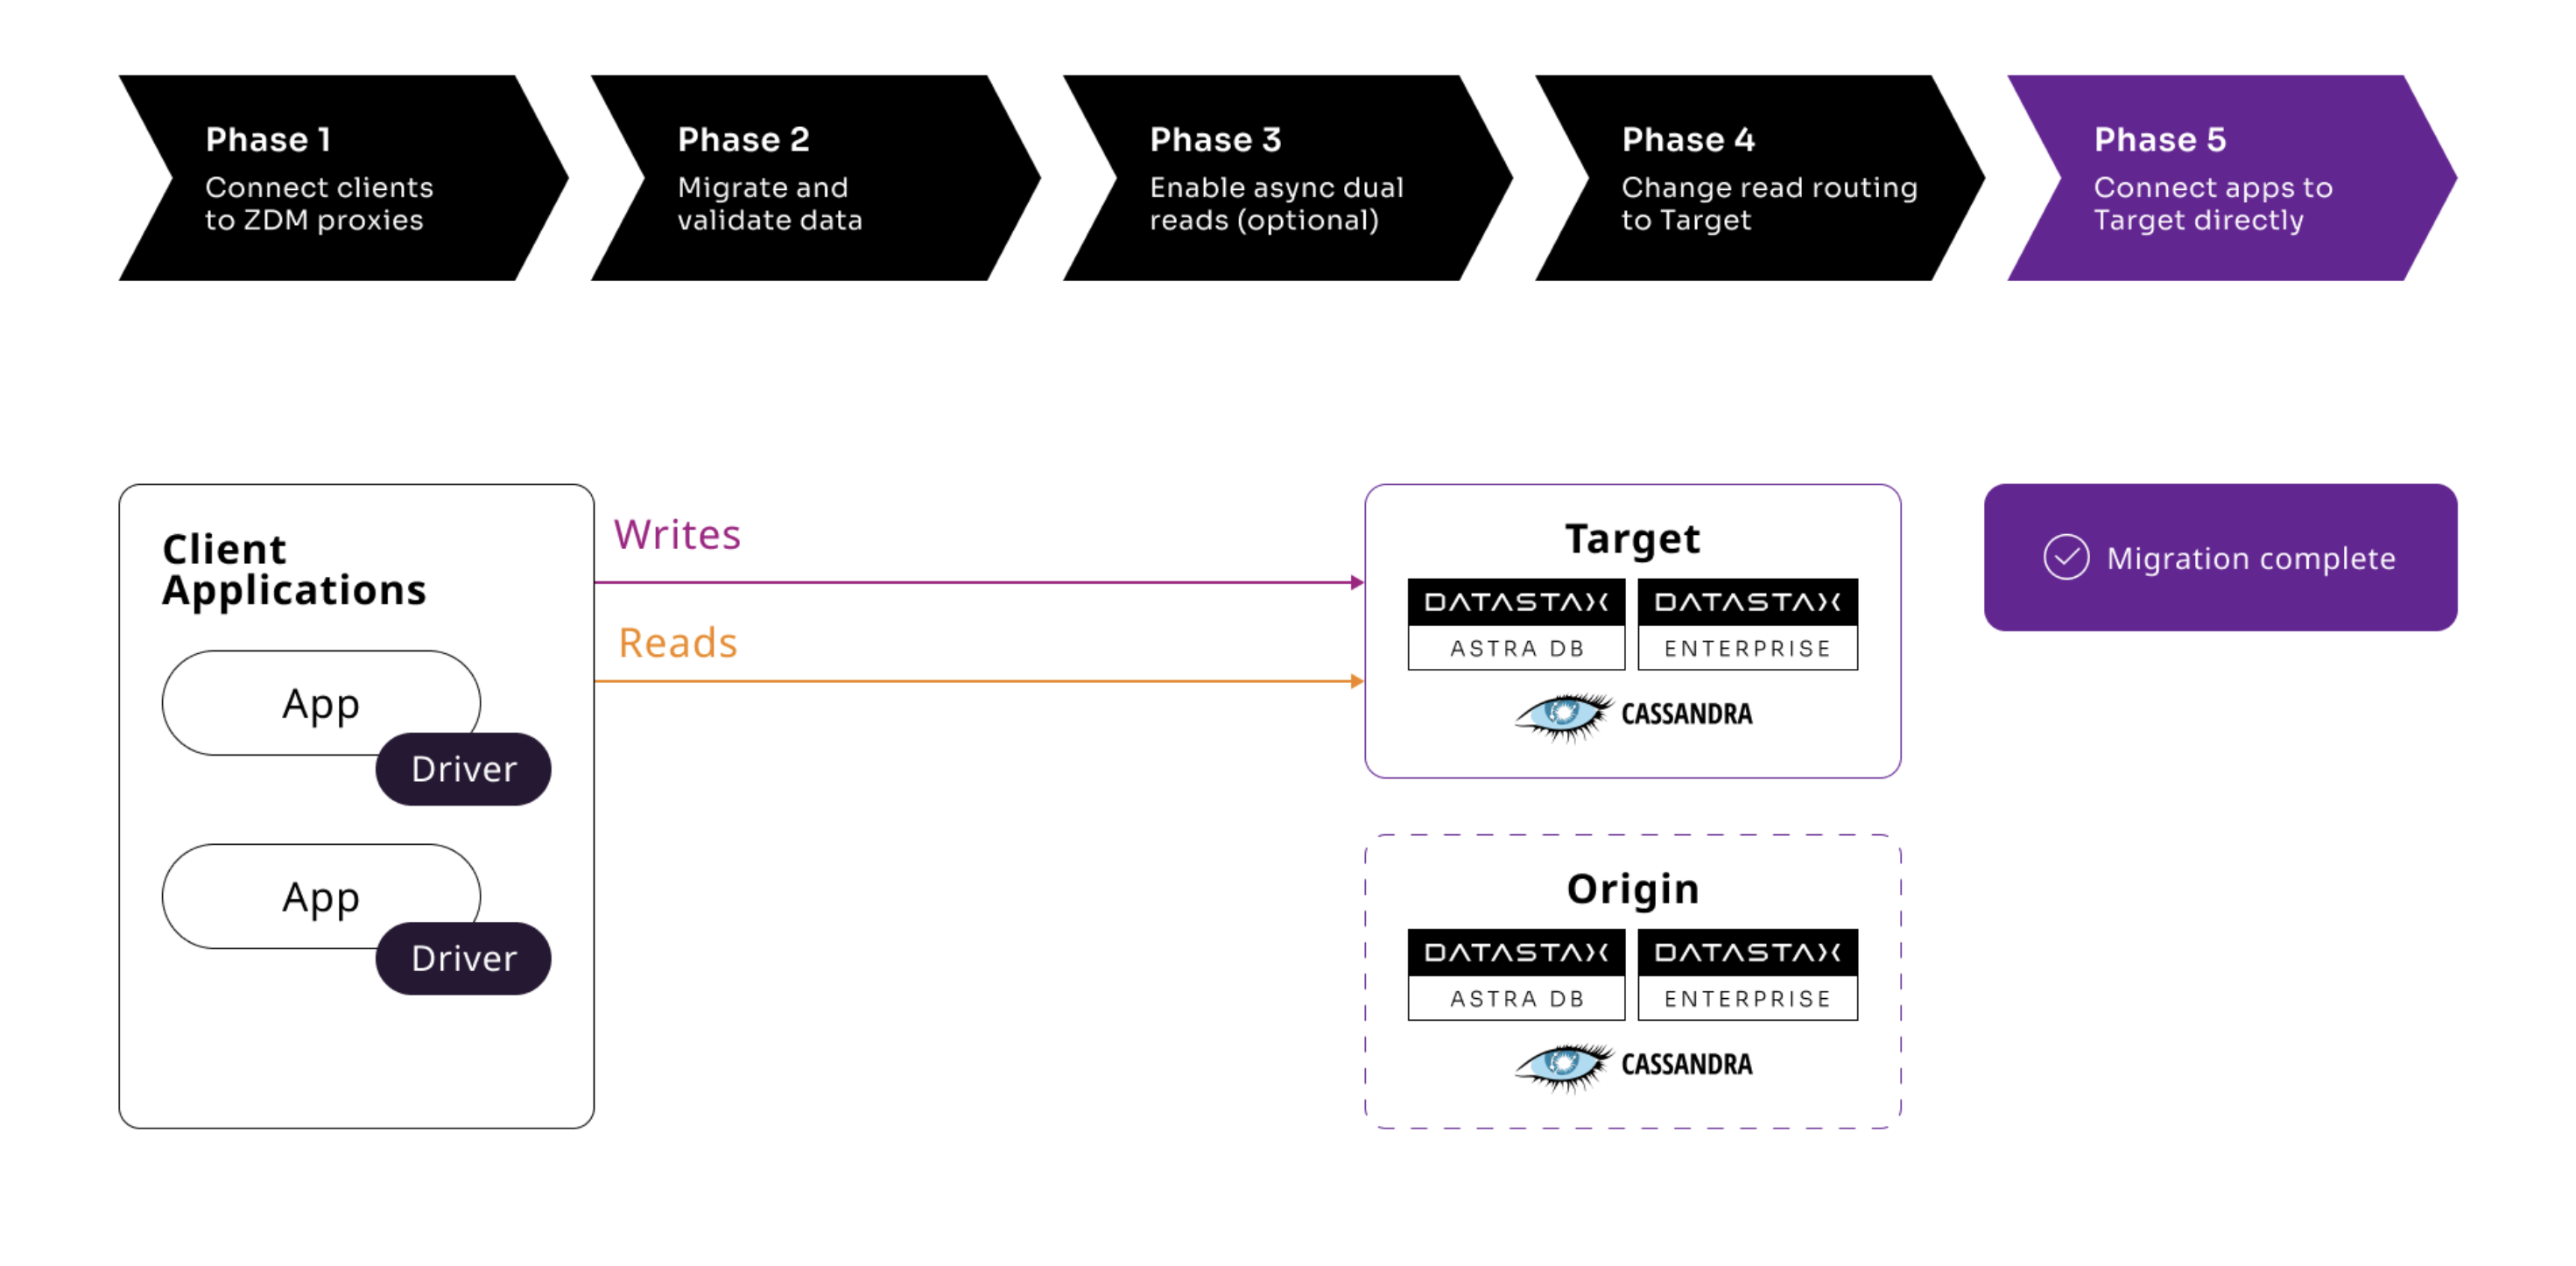 Phase 1
Connect clients
to ZDM proxies
Phase 2
Migrate and
validate data
Phase 3
Enable async dual
reads (optional)
Phase 4
Change read routing
to Target
Phase 5
Connect apps to
Target directly
Client
Applications
App
Driver
App
Driver
Writes
Reads
Target
DATASTAX
ASTRA DB
DATASTAX
ENTERPRISE
CASSANDRA
Origin
DATASTAX
ASTRA DB
DATASTAX
ENTERPRISE
CASSANDRA
Migration complete